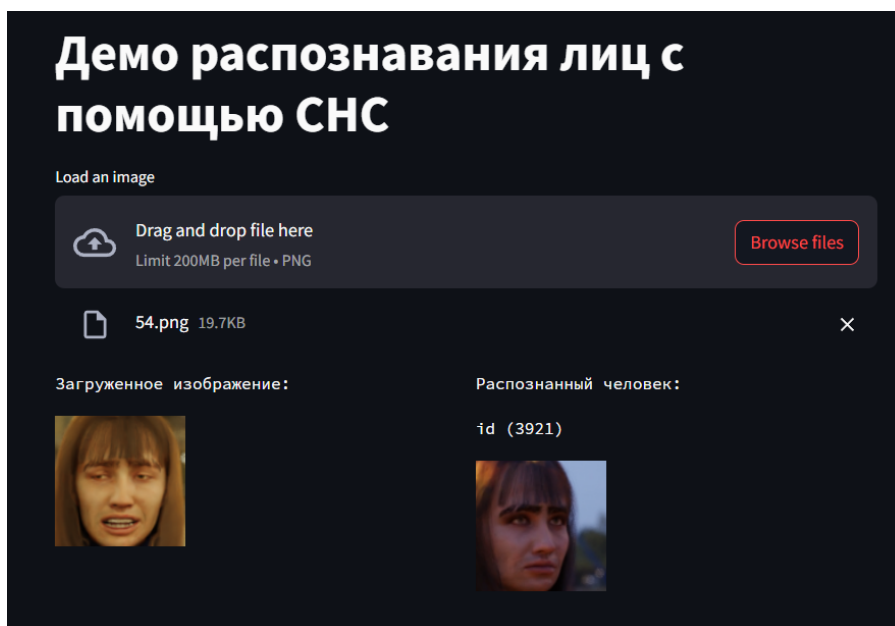 Демо распознавания лиц с
помощью СНС
Load an image
Drag and drop file here
Limit 200MB per file • PNG
Browse files
54.png 19.7KB
Загруженное изображение:
Распознанный человек:
id (3921)